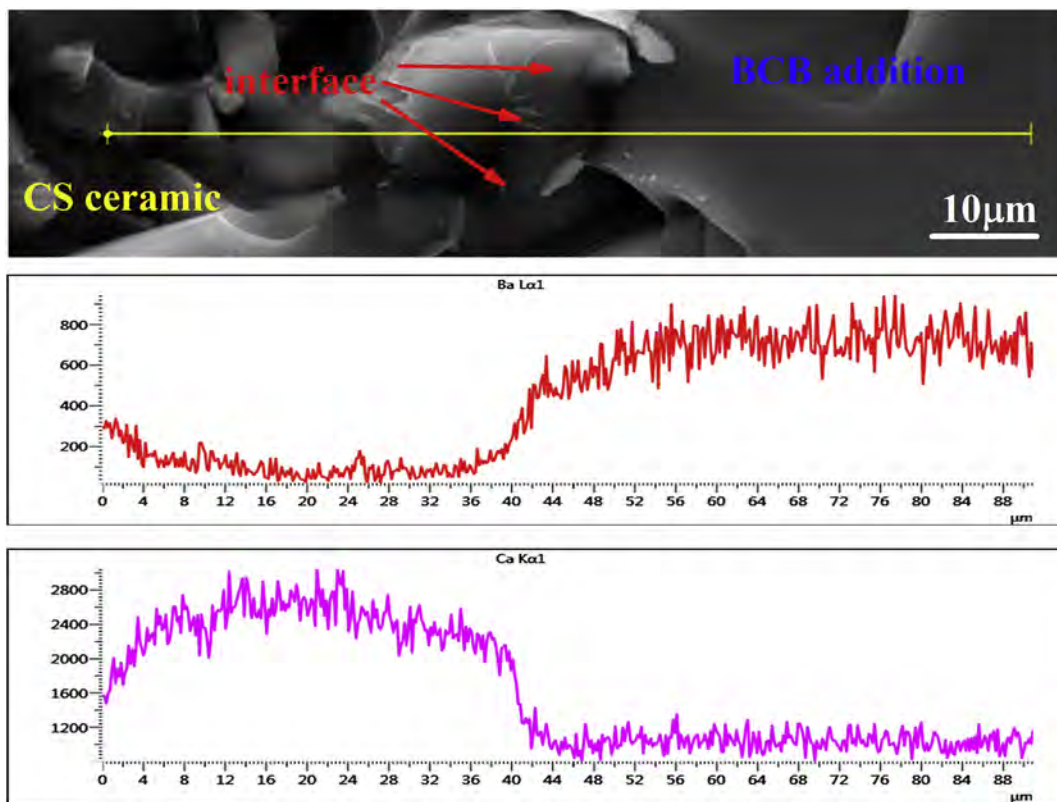 interface
BCB addition
CS ceramic
10μm
Ba Lα1
800
600
400
200
0 4 8 12 16 20 24 28 32 36 40 44 48 52 56 60 64 68 72 76 80 84 88
μm
Ca Kα1
2800
2400
2000
1600
1200
0 4 8 12 16 20 24 28 32 36 40 44 48 52 56 60 64 68 72 76 80 84 88
μm